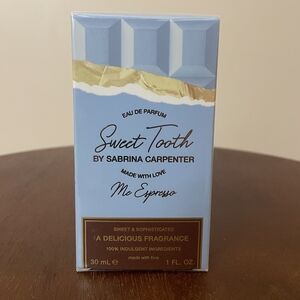 EAU DE PARFUM
Sweet Tooth
BY SABRINA CARPENTER
MADE WITH LOVE
Me Espresso
SWEET & SOPHISTICATED
A DELICIOUS FRAGRANCE
100% INDULGENT INGREDIENTS
made with love
30 mL ℮ 1 FL. OZ.